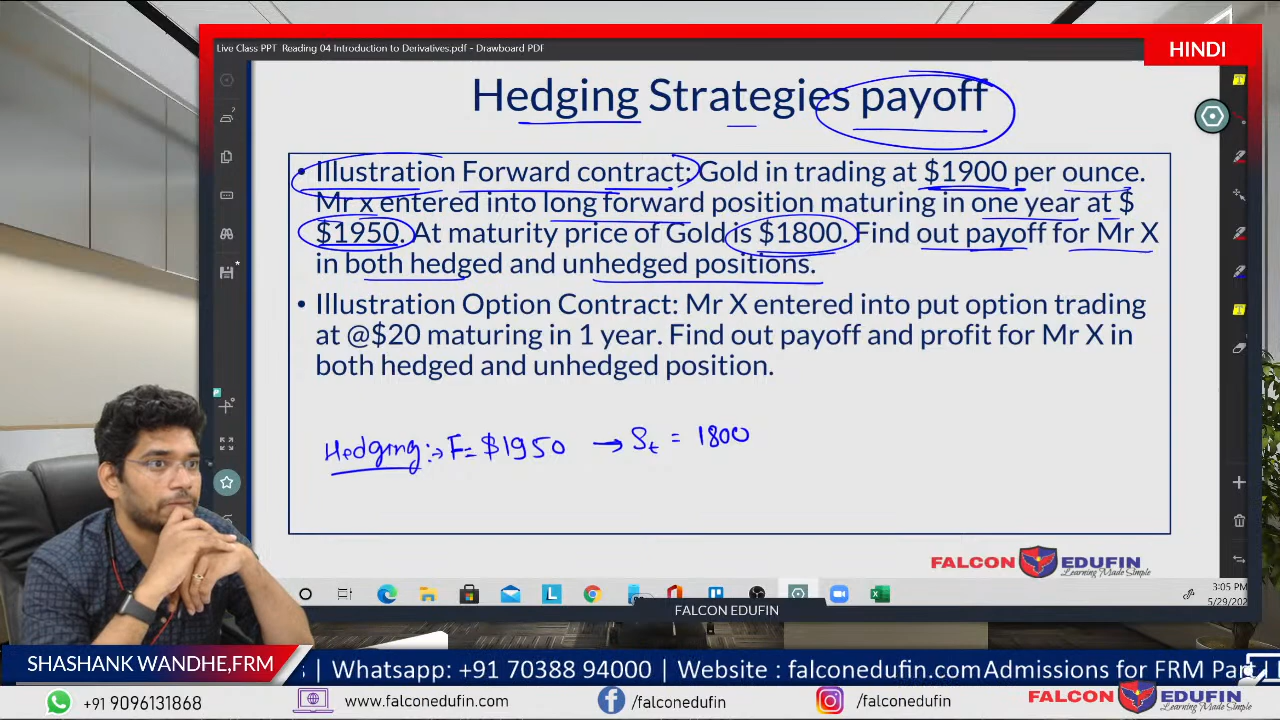 Live Class PPT Reading 04 Introduction to Derivatives.pdf - Drawboard PDF
HINDI
Hedging Strategies payoff
• Illustration Forward contract: Gold in trading at $1900 per ounce.
Mr x entered into long forward position maturing in one year at $
$1950. At maturity price of Gold is $1800. Find out payoff for Mr X
in both hedged and unhedged positions.
• Illustration Option Contract: Mr X entered into put option trading
at @$20 maturing in 1 year. Find out payoff and profit for Mr X in
both hedged and unhedged position.
Hedging :→ F= $1950 → St = 1800
FALCON EDUFIN
Learning Made Simple
3:05 PM
5/29/202
FALCON EDUFIN
SHASHANK WANDHE,FRM
| Whatsapp: +91 70388 94000 | Website : falconedufin.comAdmissions for FRM Part
+91 9096131868
www.falconedufin.com
/falconedufin
/falconedufin
FALCON EDUFIN
Learning Made Simple